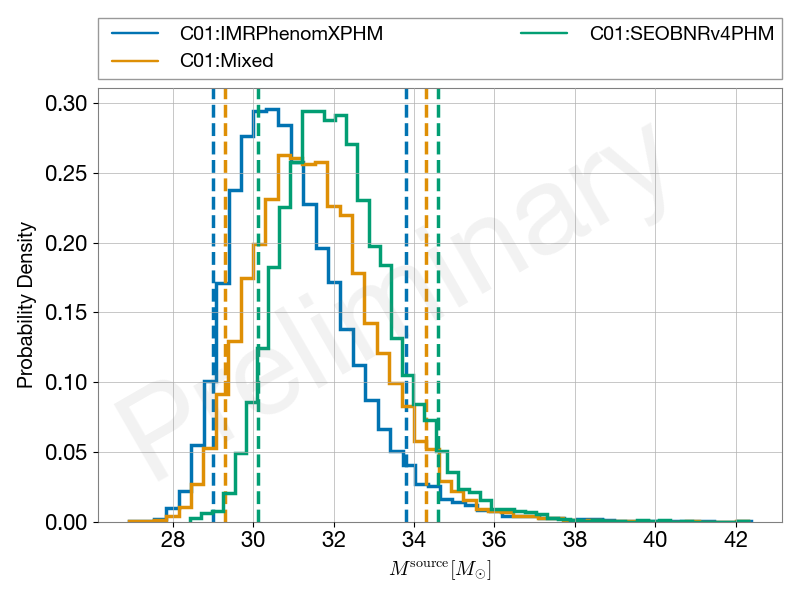 C01:IMRPhenomXPHM
C01:Mixed
C01:SEOBNRv4PHM
Preliminary
Probability Density
0.30
0.25
0.20
0.15
0.10
0.05
0.00
28 30 32 34 36 38 40 42
M^source [M_⊙]